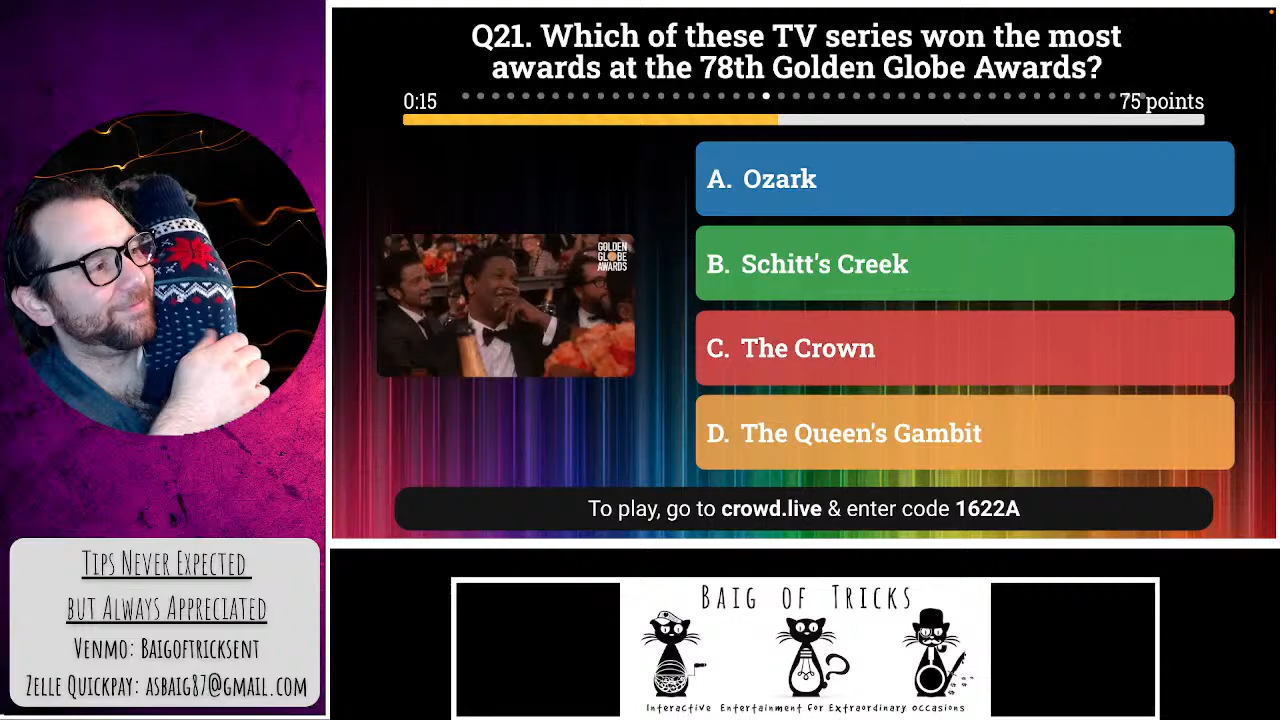 Q21. Which of these TV series won the most
awards at the 78th Golden Globe Awards?
0:15
75 points
A. Ozark
B. Schitt's Creek
C. The Crown
D. The Queen's Gambit
GOLDEN
GLOBE
AWARDS
To play, go to crowd.live & enter code 1622A
Tips Never Expected
but Always Appreciated
Venmo: Baigoftricksent
Zelle Quickpay: asbaig87@gmail.com
Baig of Tricks
Interactive Entertainment for Extraordinary Occasions